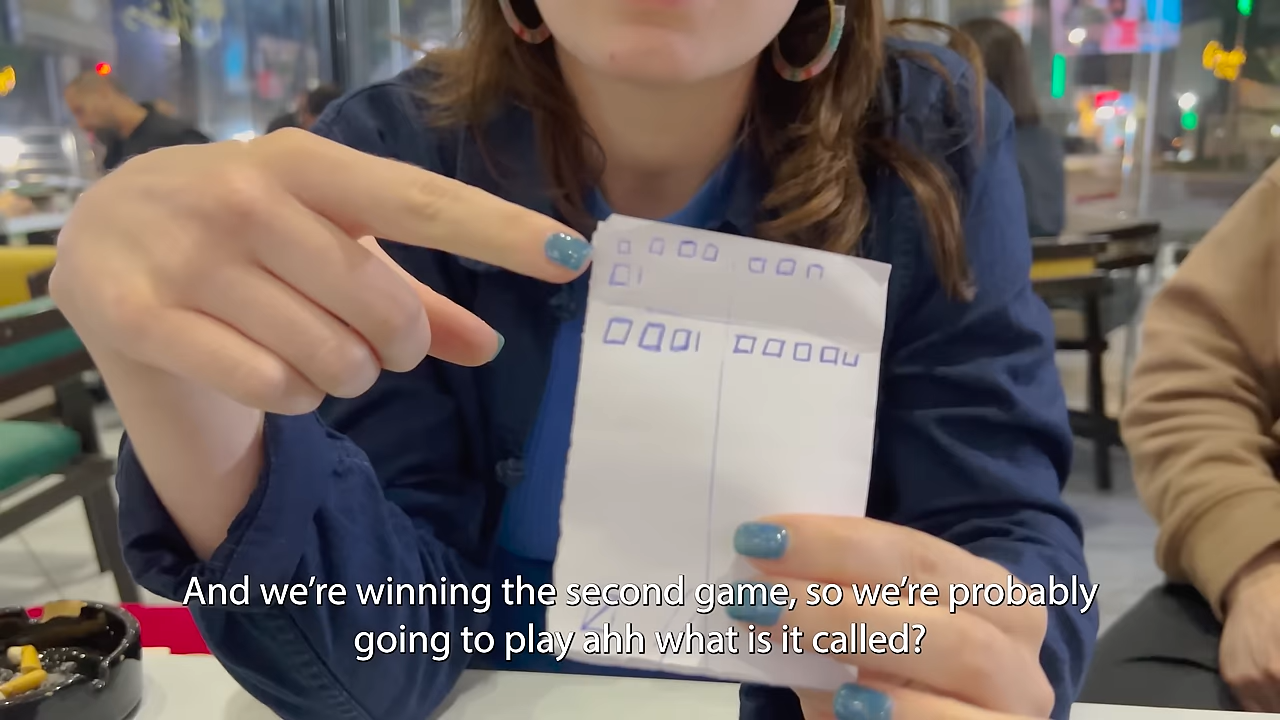 And we're winning the second game, so we're probably
going to play ahh what is it called?